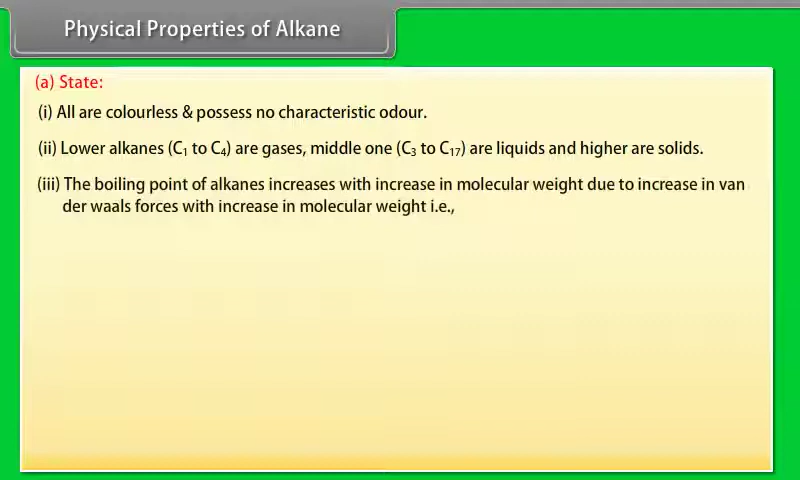 Physical Properties of Alkane
(a) State:
(i) All are colourless & possess no characteristic odour.
(ii) Lower alkanes (C₁ to C₄) are gases, middle one (C₃ to C₁₇) are liquids and higher are solids.
(iii) The boiling point of alkanes increases with increase in molecular weight due to increase in van
der waals forces with increase in molecular weight i.e.,